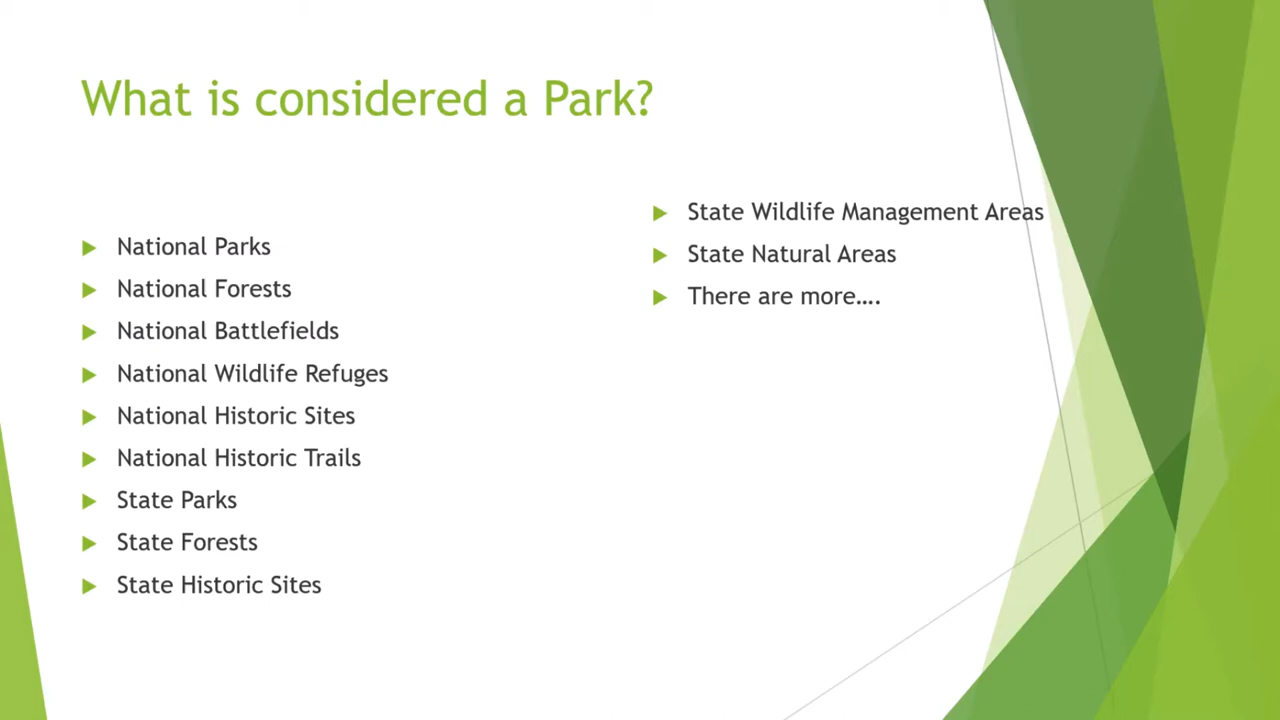 What is considered a Park?
National Parks
National Forests
National Battlefields
National Wildlife Refuges
National Historic Sites
National Historic Trails
State Parks
State Forests
State Historic Sites
State Wildlife Management Areas
State Natural Areas
There are more....